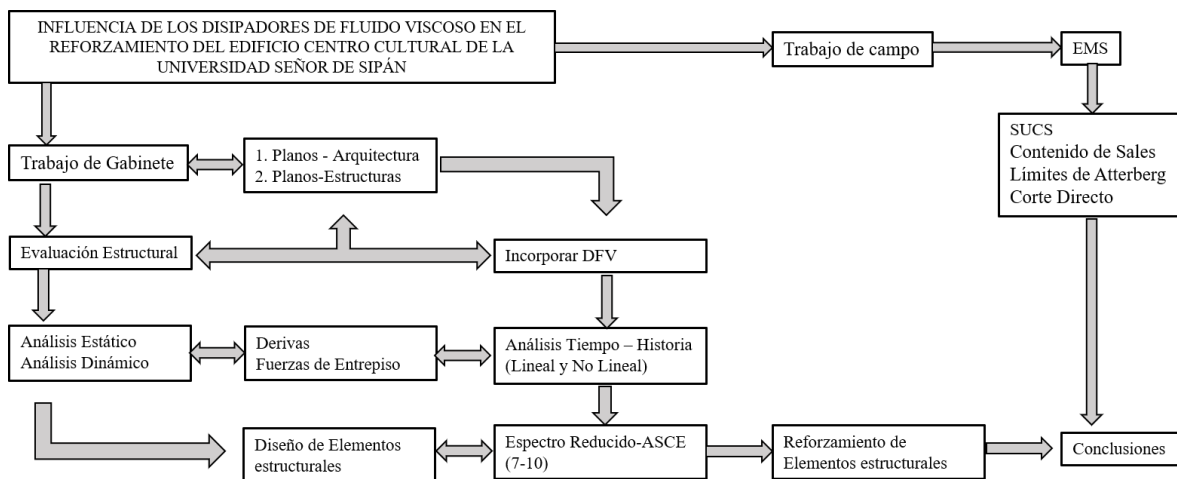 INFLUENCIA DE LOS DISIPADORES DE FLUIDO VISCOSO EN EL
REFORZAMIENTO DEL EDIFICIO CENTRO CULTURAL DE LA
UNIVERSIDAD SEÑOR DE SIPÁN
Trabajo de campo
EMS
SUCS
Contenido de Sales
Límites de Atterberg
Corte Directo
Trabajo de Gabinete
1. Planos - Arquitectura
2. Planos-Estructuras
Evaluación Estructural
Incorporar DFV
Análisis Estático
Análisis Dinámico
Derivas
Fuerzas de Entrepiso
Análisis Tiempo – Historia
(Lineal y No Lineal)
Diseño de Elementos
estructurales
Espectro Reducido-ASCE
(7-10)
Reforzamiento de
Elementos estructurales
Conclusiones